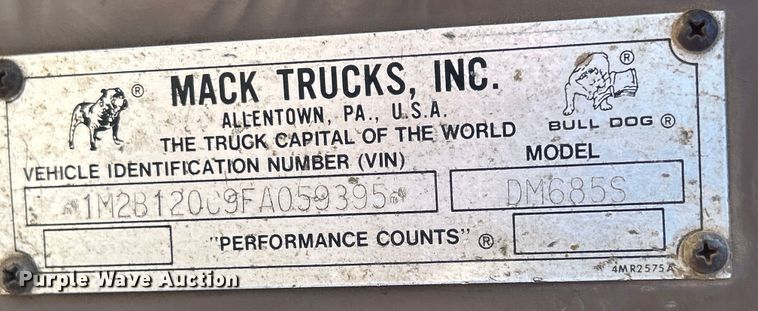 MACK TRUCKS, INC.
ALLENTOWN, PA., U.S.A.
THE TRUCK CAPITAL OF THE WORLD
®
®
BULL DOG ®
VEHICLE IDENTIFICATION NUMBER (VIN)
MODEL
*1M2B120C9FA059395*
DM685S
"PERFORMANCE COUNTS" ®
4MR2575A
Purple Wave Auction